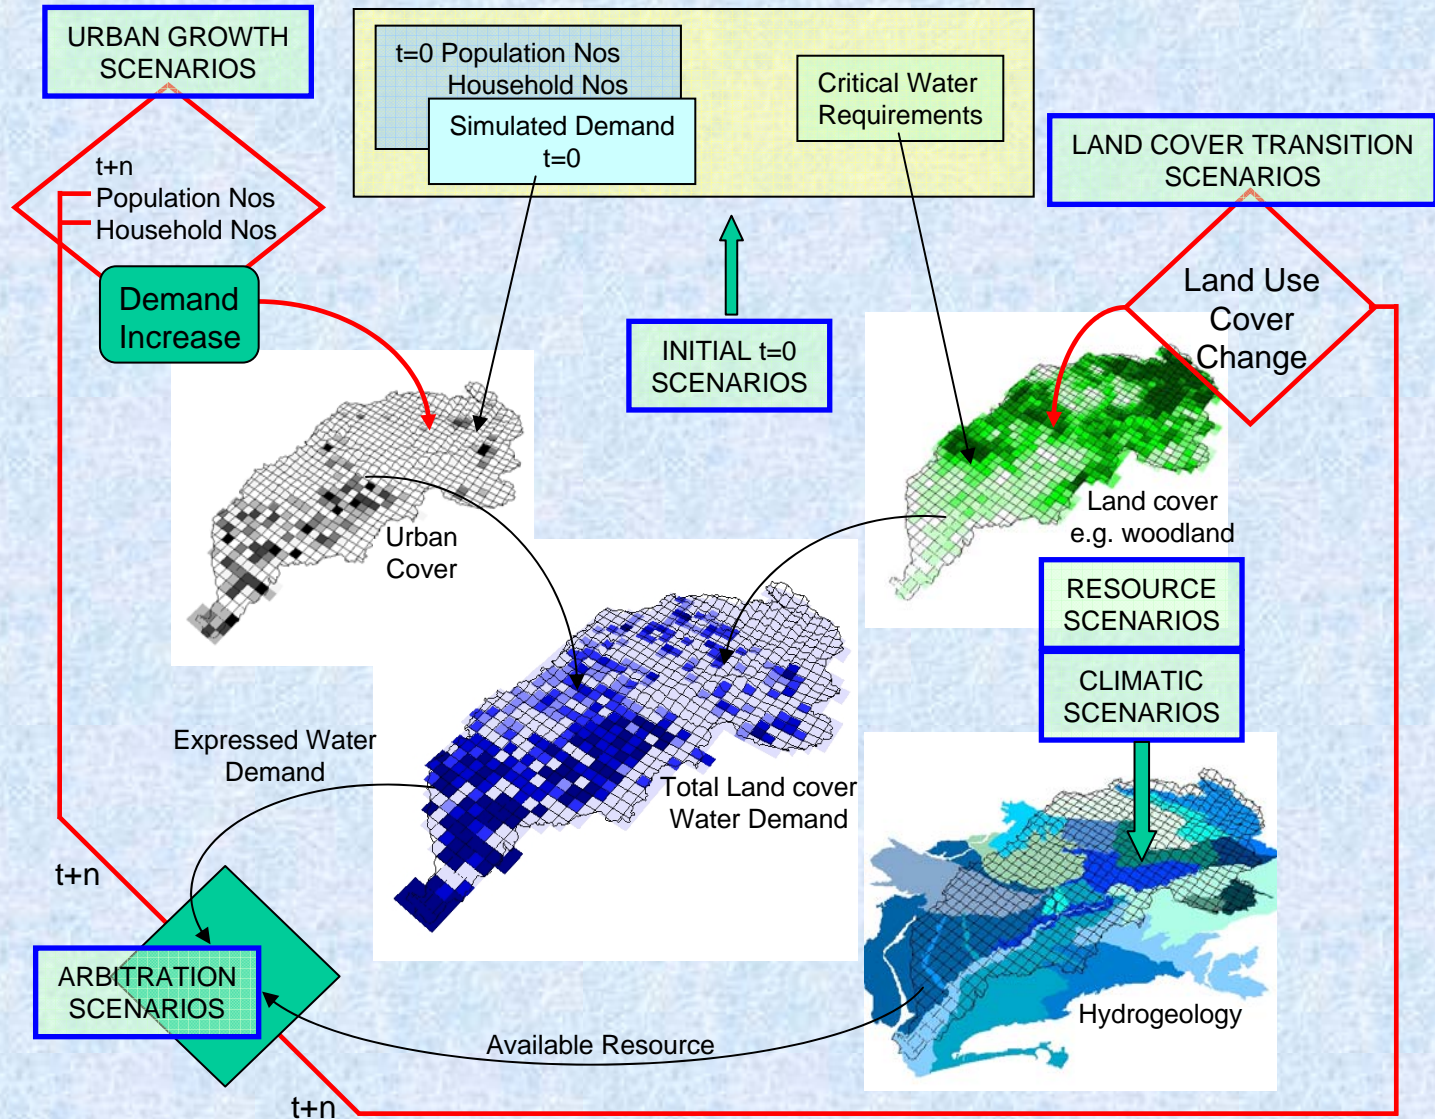 URBAN GROWTH
SCENARIOS
t=0 Population Nos
Household Nos
Simulated Demand
t=0
Critical Water
Requirements
LAND COVER TRANSITION
SCENARIOS
t+n
Population Nos
Household Nos
Demand
Increase
INITIAL t=0
SCENARIOS
Land Use
Cover
Change
Urban
Cover
Land cover
e.g. woodland
RESOURCE
SCENARIOS
CLIMATIC
SCENARIOS
Expressed Water
Demand
Total Land cover
Water Demand
t+n
ARBITRATION
SCENARIOS
Hydrogeology
Available Resource
t+n